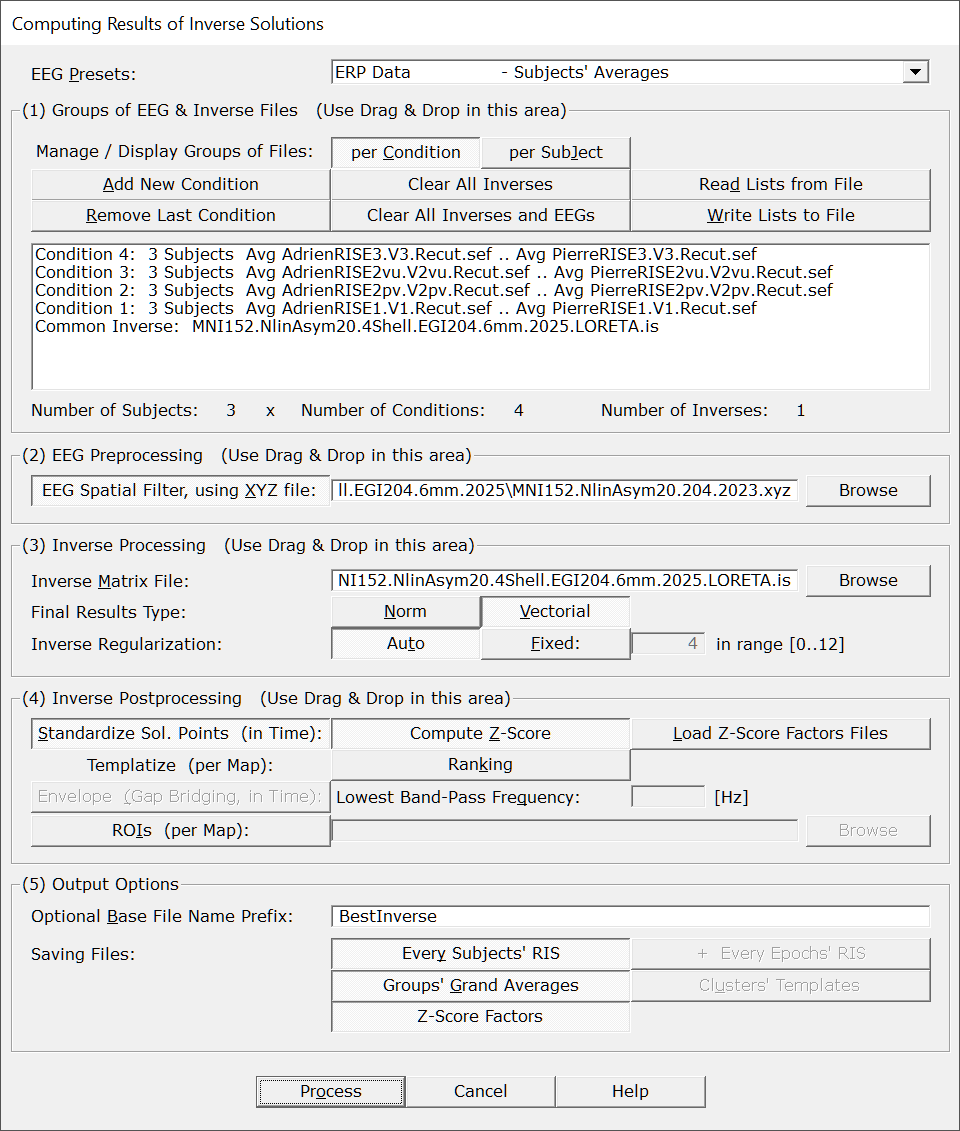 Computing Results of Inverse Solutions
EEG Presets: ERP Data - Subjects' Averages
(1) Groups of EEG & Inverse Files (Use Drag & Drop in this area)
Manage / Display Groups of Files: per Condition per SubJect
Add New Condition Clear All Inverses Read Lists from File
Remove Last Condition Clear All Inverses and EEGs Write Lists to File
Condition 4: 3 Subjects Avg AdrienRISE3.V3.Recut.sef .. Avg PierreRISE3.V3.Recut.sef
Condition 3: 3 Subjects Avg AdrienRISE2vu.V2vu.Recut.sef .. Avg PierreRISE2vu.V2vu.Recut.sef
Condition 2: 3 Subjects Avg AdrienRISE2pv.V2pv.Recut.sef .. Avg PierreRISE2pv.V2pv.Recut.sef
Condition 1: 3 Subjects Avg AdrienRISE1.V1.Recut.sef .. Avg PierreRISE1.V1.Recut.sef
Common Inverse: MNI152.NlinAsym20.4Shell.EGI204.6mm.2025.LORETA.is
Number of Subjects: 3 x Number of Conditions: 4 Number of Inverses: 1
(2) EEG Preprocessing (Use Drag & Drop in this area)
EEG Spatial Filter, using XYZ file: ll.EGI204.6mm.2025\MNI152.NlinAsym20.204.2023.xyz Browse
(3) Inverse Processing (Use Drag & Drop in this area)
Inverse Matrix File: NI152.NlinAsym20.4Shell.EGI204.6mm.2025.LORETA.is Browse
Final Results Type: Norm Vectorial
Inverse Regularization: Auto Fixed: 4 in range [0..12]
(4) Inverse Postprocessing (Use Drag & Drop in this area)
Standardize Sol. Points (in Time): Compute Z-Score Load Z-Score Factors Files
Templatize (per Map): Ranking
Envelope (Gap Bridging, in Time): Lowest Band-Pass Frequency: [Hz]
ROIs (per Map): Browse
(5) Output Options
Optional Base File Name Prefix: BestInverse
Saving Files: Every Subjects' RIS + Every Epochs' RIS
Groups' Grand Averages Clusters' Templates
Z-Score Factors
Process Cancel Help